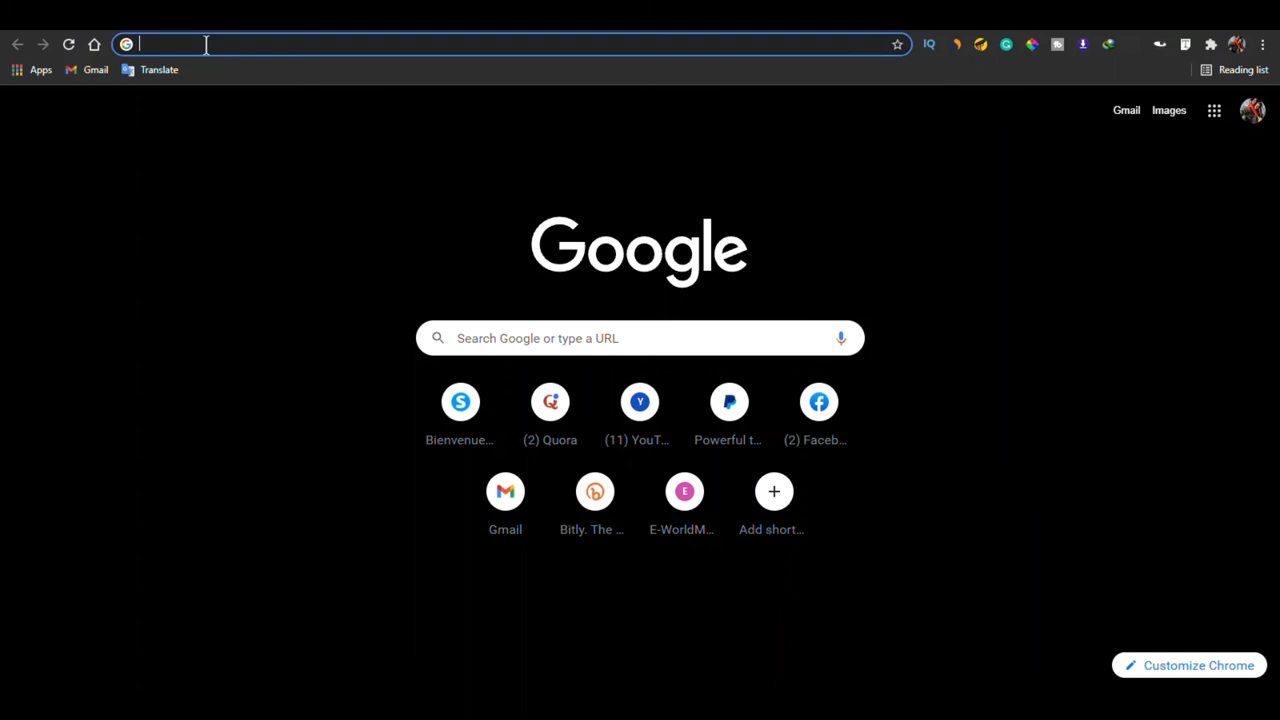 Apps Gmail Translate Reading list
Gmail Images
Google
Search Google or type a URL
Bienvenue... (2) Quora (11) YouT... Powerful t... (2) Faceb...
Gmail Bitly. The ... E-WorldM... Add short...
Customize Chrome